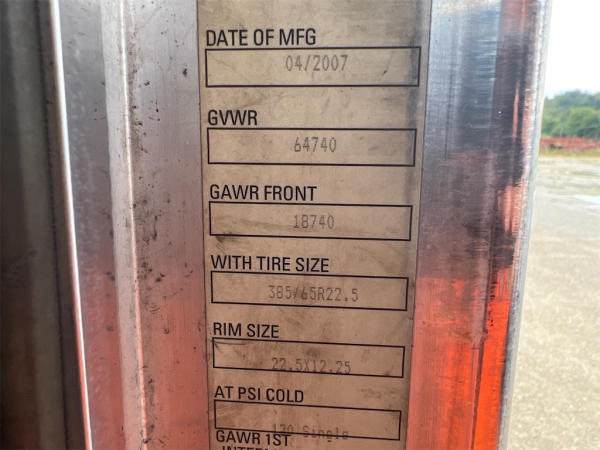 DATE OF MFG
04/2007
GVWR
64740
GAWR FRONT
18740
WITH TIRE SIZE
385/65R22.5
RIM SIZE
22.5X12.25
AT PSI COLD
Single
GAWR 1ST